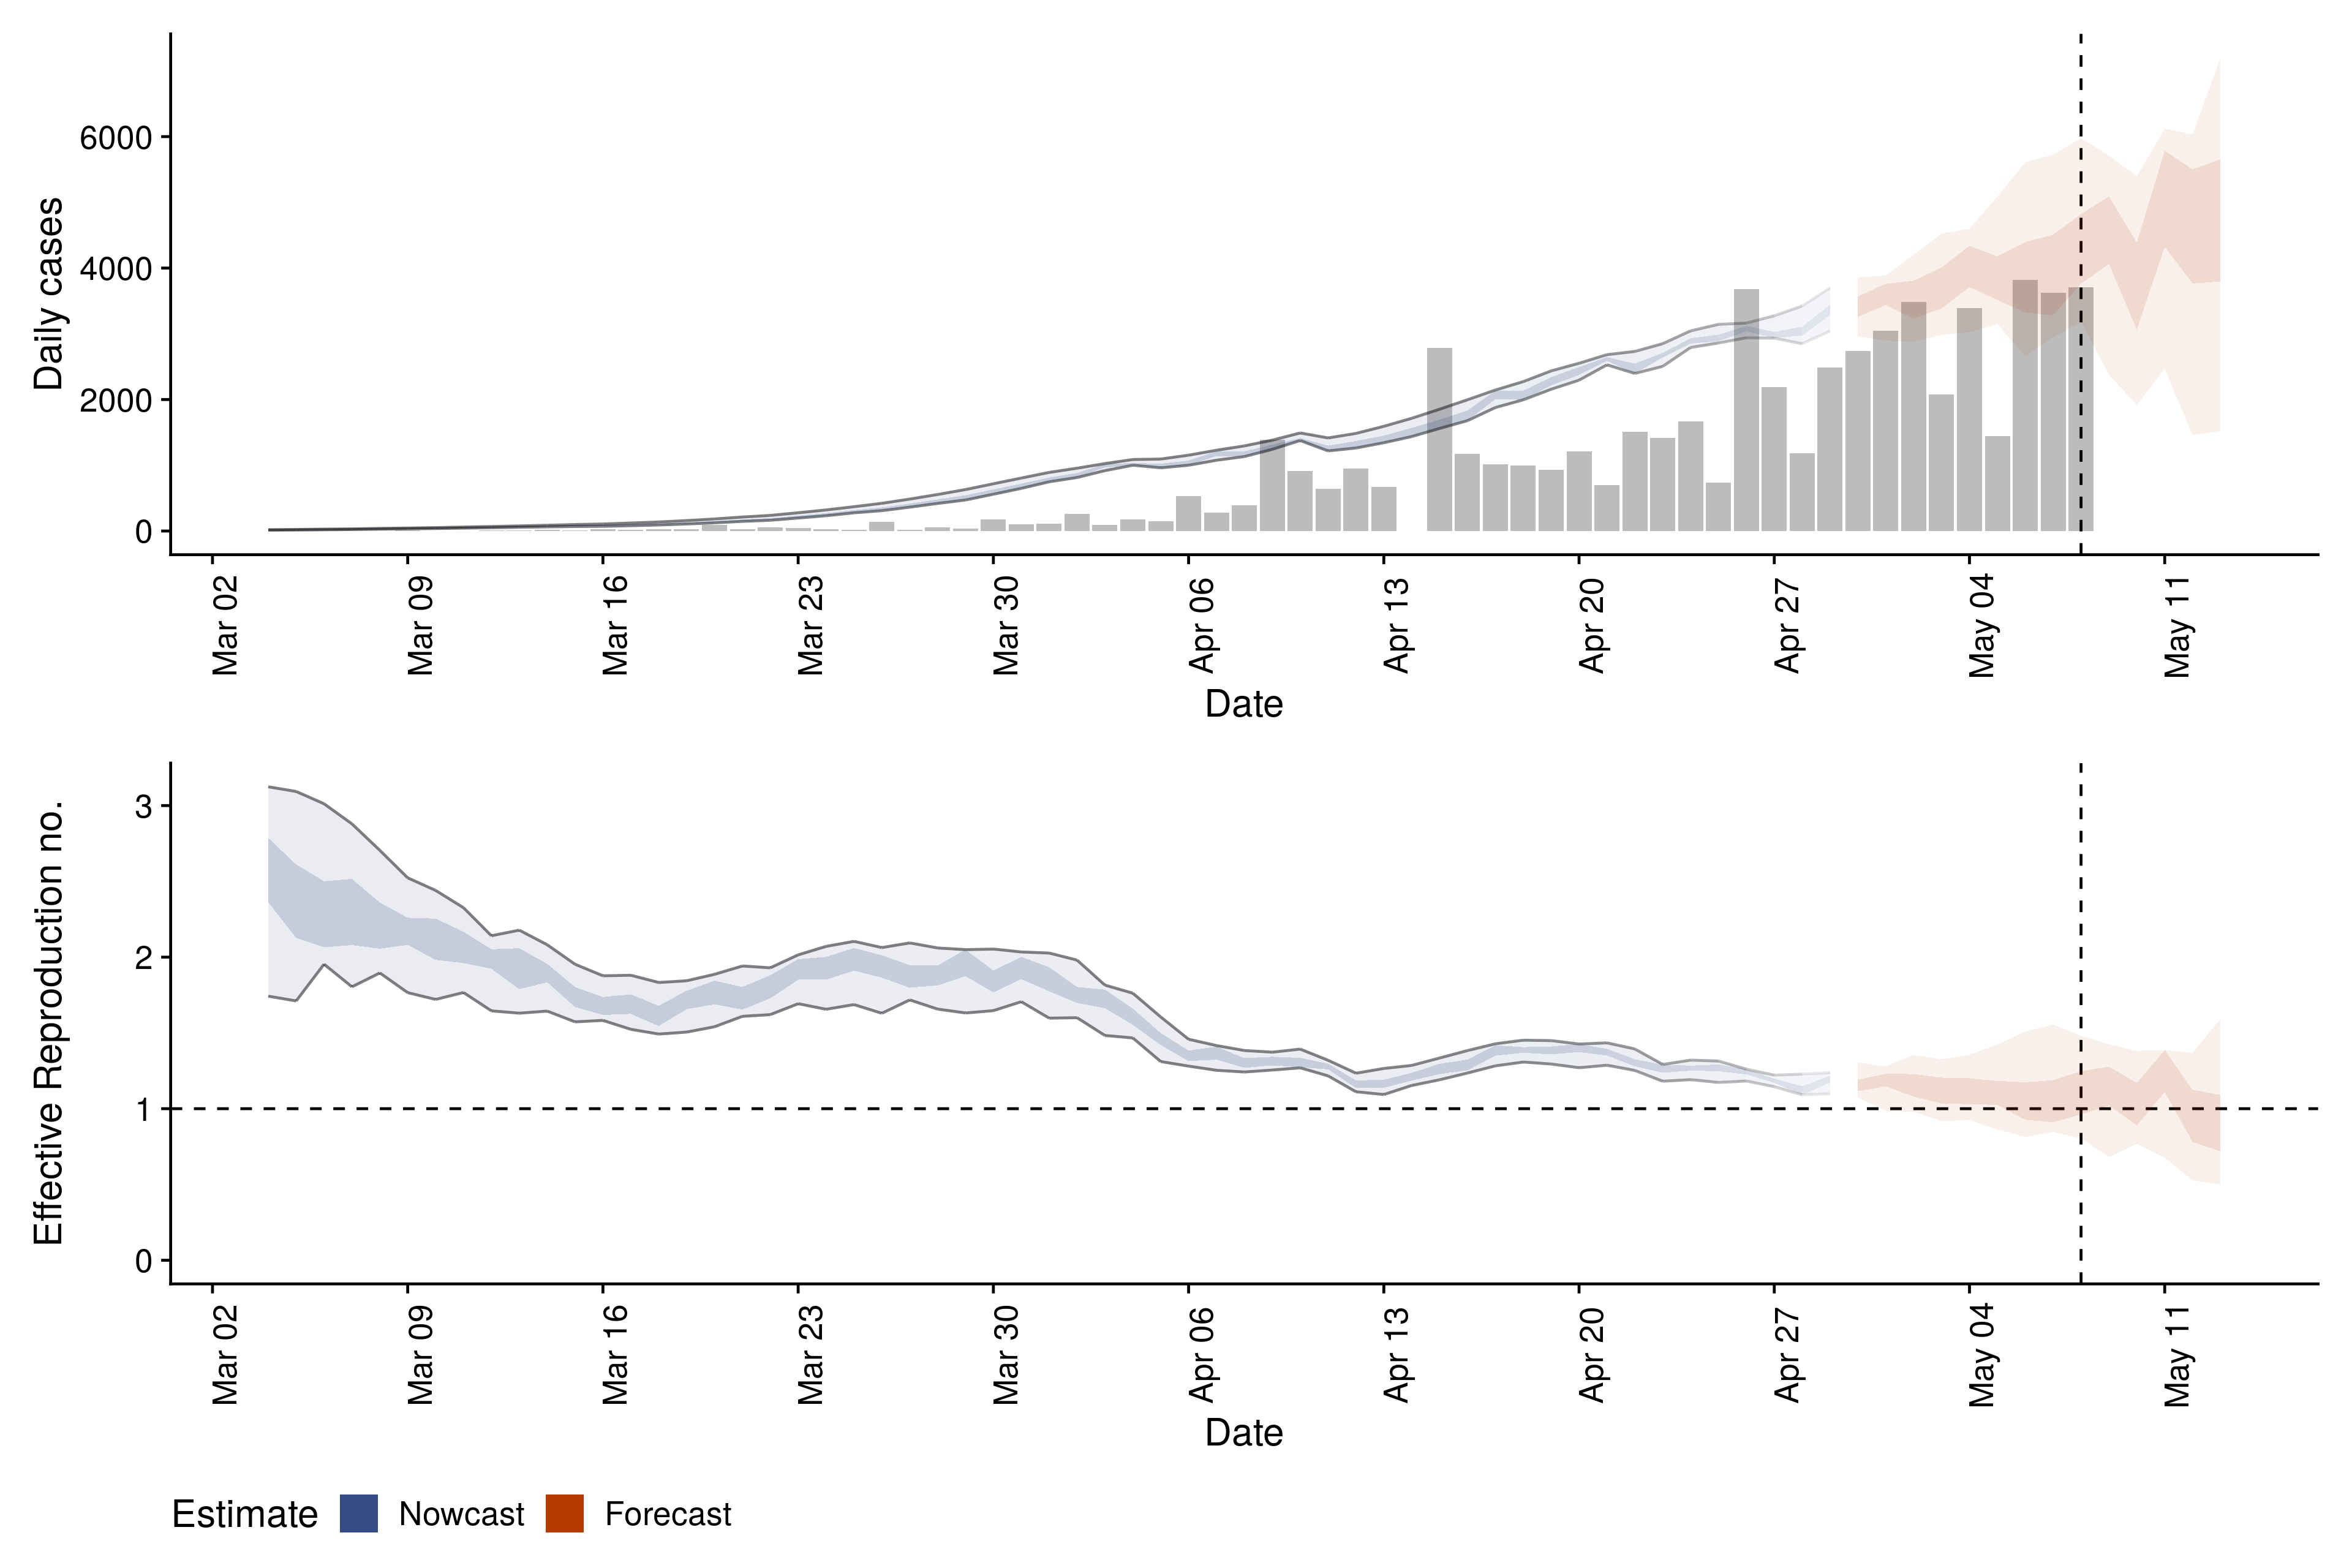 Daily cases
6000
4000
2000
0
Mar 02
Mar 09
Mar 16
Mar 23
Mar 30
Apr 06
Apr 13
Apr 20
Apr 27
May 04
May 11
Date
Effective Reproduction no.
3
2
1
0
Mar 02
Mar 09
Mar 16
Mar 23
Mar 30
Apr 06
Apr 13
Apr 20
Apr 27
May 04
May 11
Date
Estimate Nowcast Forecast